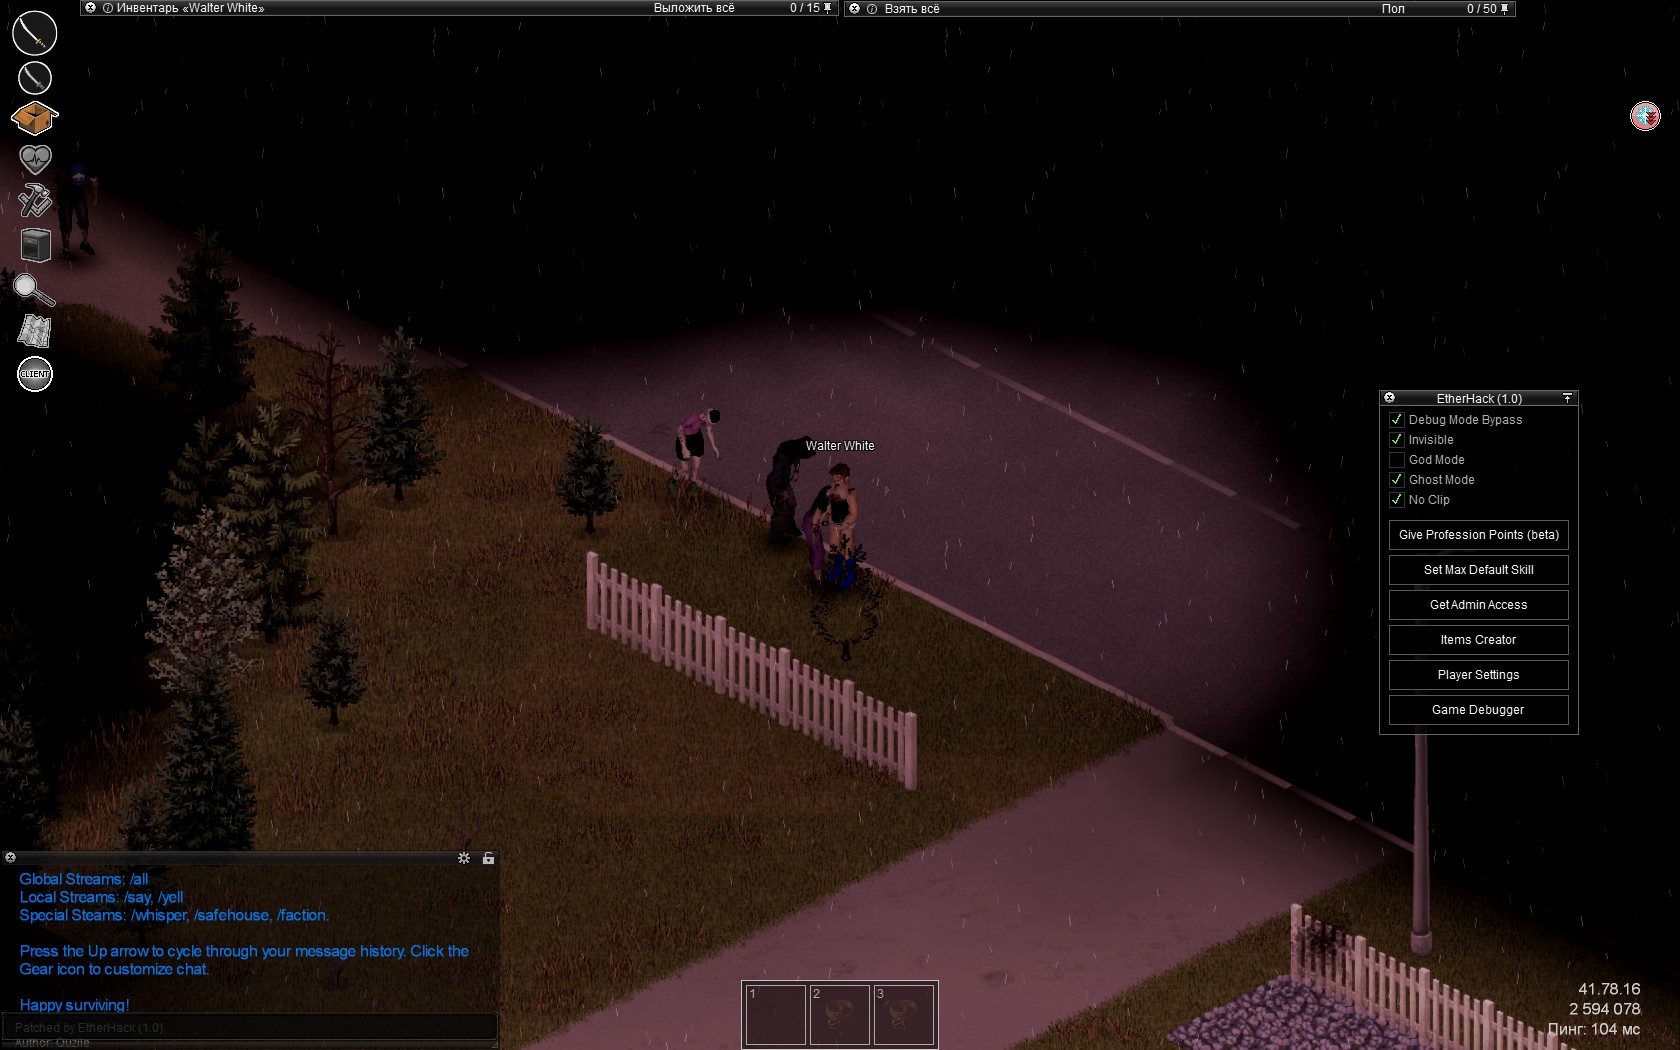 Инвентарь «Walter White»
Выложить всё
0 / 15
Взять всё
Пол
0 / 50
CLIENT
Walter White
EtherHack (1.0)
Debug Mode Bypass
Invisible
God Mode
Ghost Mode
No Clip
Give Profession Points (beta)
Set Max Default Skill
Get Admin Access
Items Creator
Player Settings
Game Debugger
Global Streams: /all
Local Streams: /say, /yell
Special Steams: /whisper, /safehouse, /faction.
Press the Up arrow to cycle through your message history. Click the
Gear icon to customize chat.
Happy surviving!
Patched by EtherHack (1.0)
Author: Quzile
1
2
3
41.78.16
2 594 078
Пинг: 104 мс